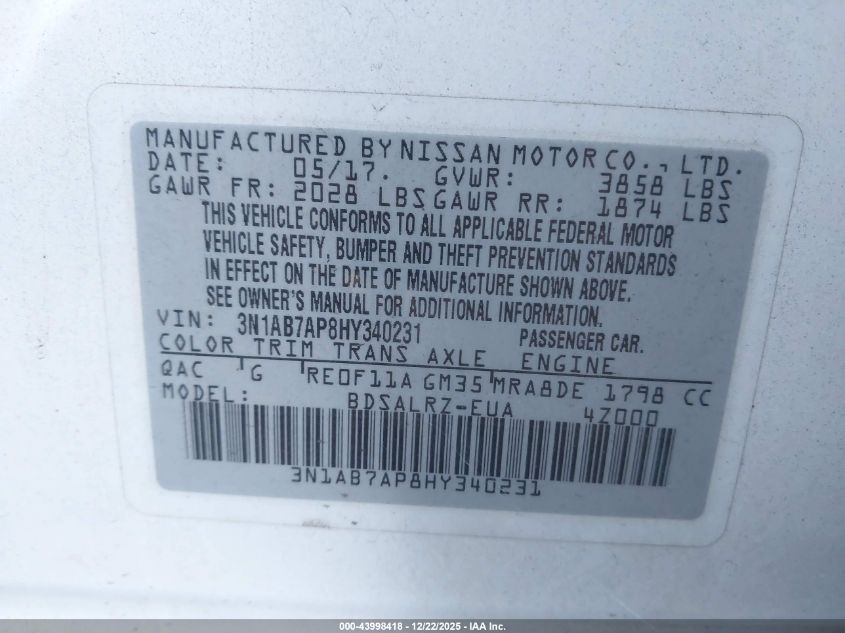 MANUFACTURED BY NISSAN MOTOR CO., LTD.
DATE: 05/17. GVWR: 3858 LBS
GAWR FR: 2028 LBS GAWR RR: 1874 LBS
THIS VEHICLE CONFORMS TO ALL APPLICABLE FEDERAL MOTOR
VEHICLE SAFETY, BUMPER AND THEFT PREVENTION STANDARDS
IN EFFECT ON THE DATE OF MANUFACTURE SHOWN ABOVE.
SEE OWNER'S MANUAL FOR ADDITIONAL INFORMATION.
VIN: 3N1AB7AP8HY340231 PASSENGER CAR.
COLOR TRIM TRANS AXLE ENGINE
QAC G RE0F11A GM35 MRA8DE 1798 CC
MODEL: BDSALRZ-EUA 4Z000
3N1AB7AP8HY340231
000-43998418 - 12/22/2025 - IAA Inc.